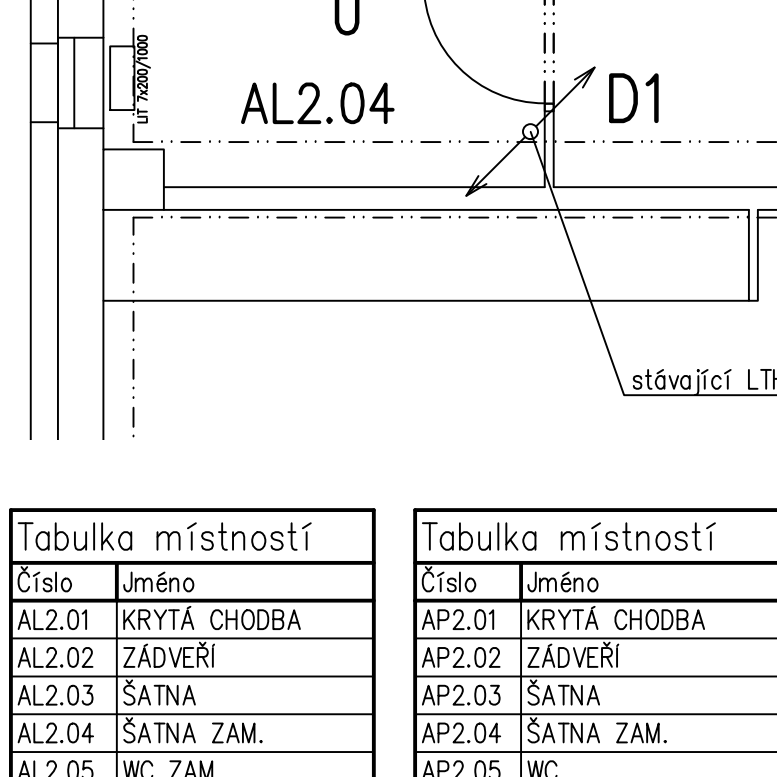 LIT 7x200/1000
AL2.04
D1
stávající
Tabulka místností
Číslo Jméno
AL2.01 KRYTÁ CHODBA
AL2.02 ZÁDVEŘÍ
AL2.03 ŠATNA
AL2.04 ŠATNA ZAM.
AL2.05 WC ZAM
Tabulka místností
Číslo Jméno
AP2.01 KRYTÁ CHODBA
AP2.02 ZÁDVEŘÍ
AP2.03 ŠATNA
AP2.04 ŠATNA ZAM.
AP2.05 WC